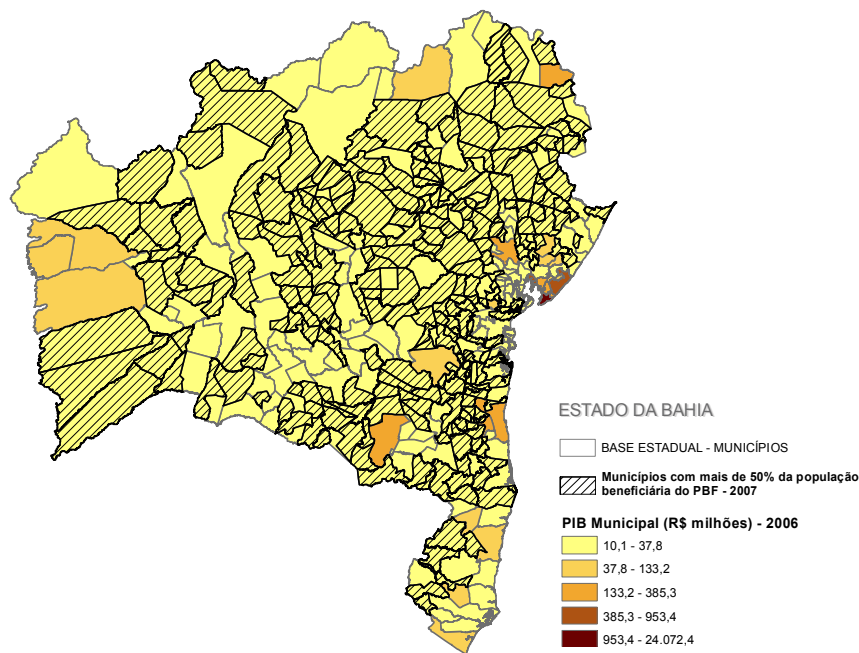 ESTADO DA BAHIA
BASE ESTADUAL - MUNICÍPIOS
Municípios com mais de 50% da população
beneficiária do PBF - 2007
PIB Municipal (R$ milhões) - 2006
10,1 - 37,8
37,8 - 133,2
133,2 - 385,3
385,3 - 953,4
953,4 - 24.072,4